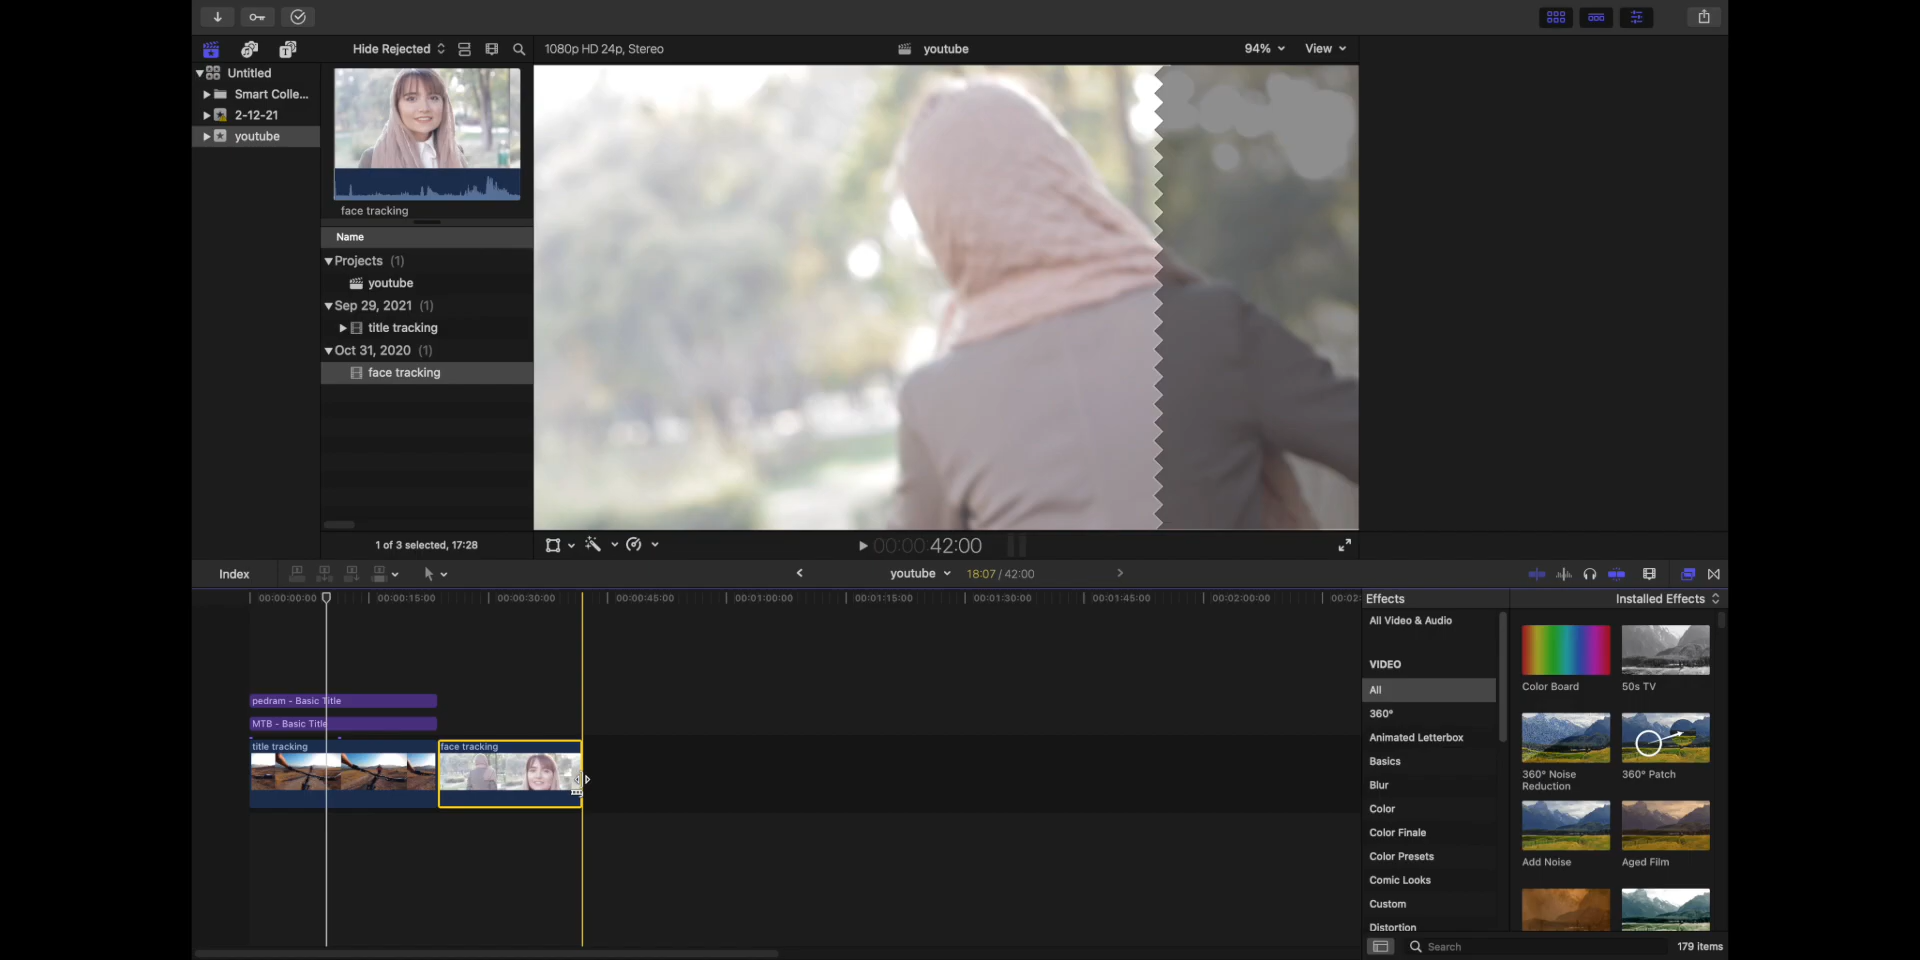 Hide Rejected
1080p HD 24p, Stereo
youtube
94%
View
Untitled
Smart Colle...
2-12-21
youtube
face tracking
Name
Projects (1)
youtube
Sep 29, 2021 (1)
title tracking
Oct 31, 2020 (1)
face tracking
1 of 3 selected, 17:28
00:00:00:42:00
Index
youtube
18:07 / 42:00
00:00:00:00
00:00:15:00
00:00:30:00
00:00:45:00
00:01:00:00
00:01:15:00
00:01:30:00
00:01:45:00
00:02:00:00
00:02:
pedram - Basic Title
MTB - Basic Title
title tracking
face tracking
Effects
Installed Effects
All Video & Audio
VIDEO
All
360°
Animated Letterbox
Basics
Blur
Color
Color Finale
Color Presets
Comic Looks
Custom
Distortion
Color Board
50s TV
360° Noise
Reduction
360° Patch
Add Noise
Aged Film
Search
179 items